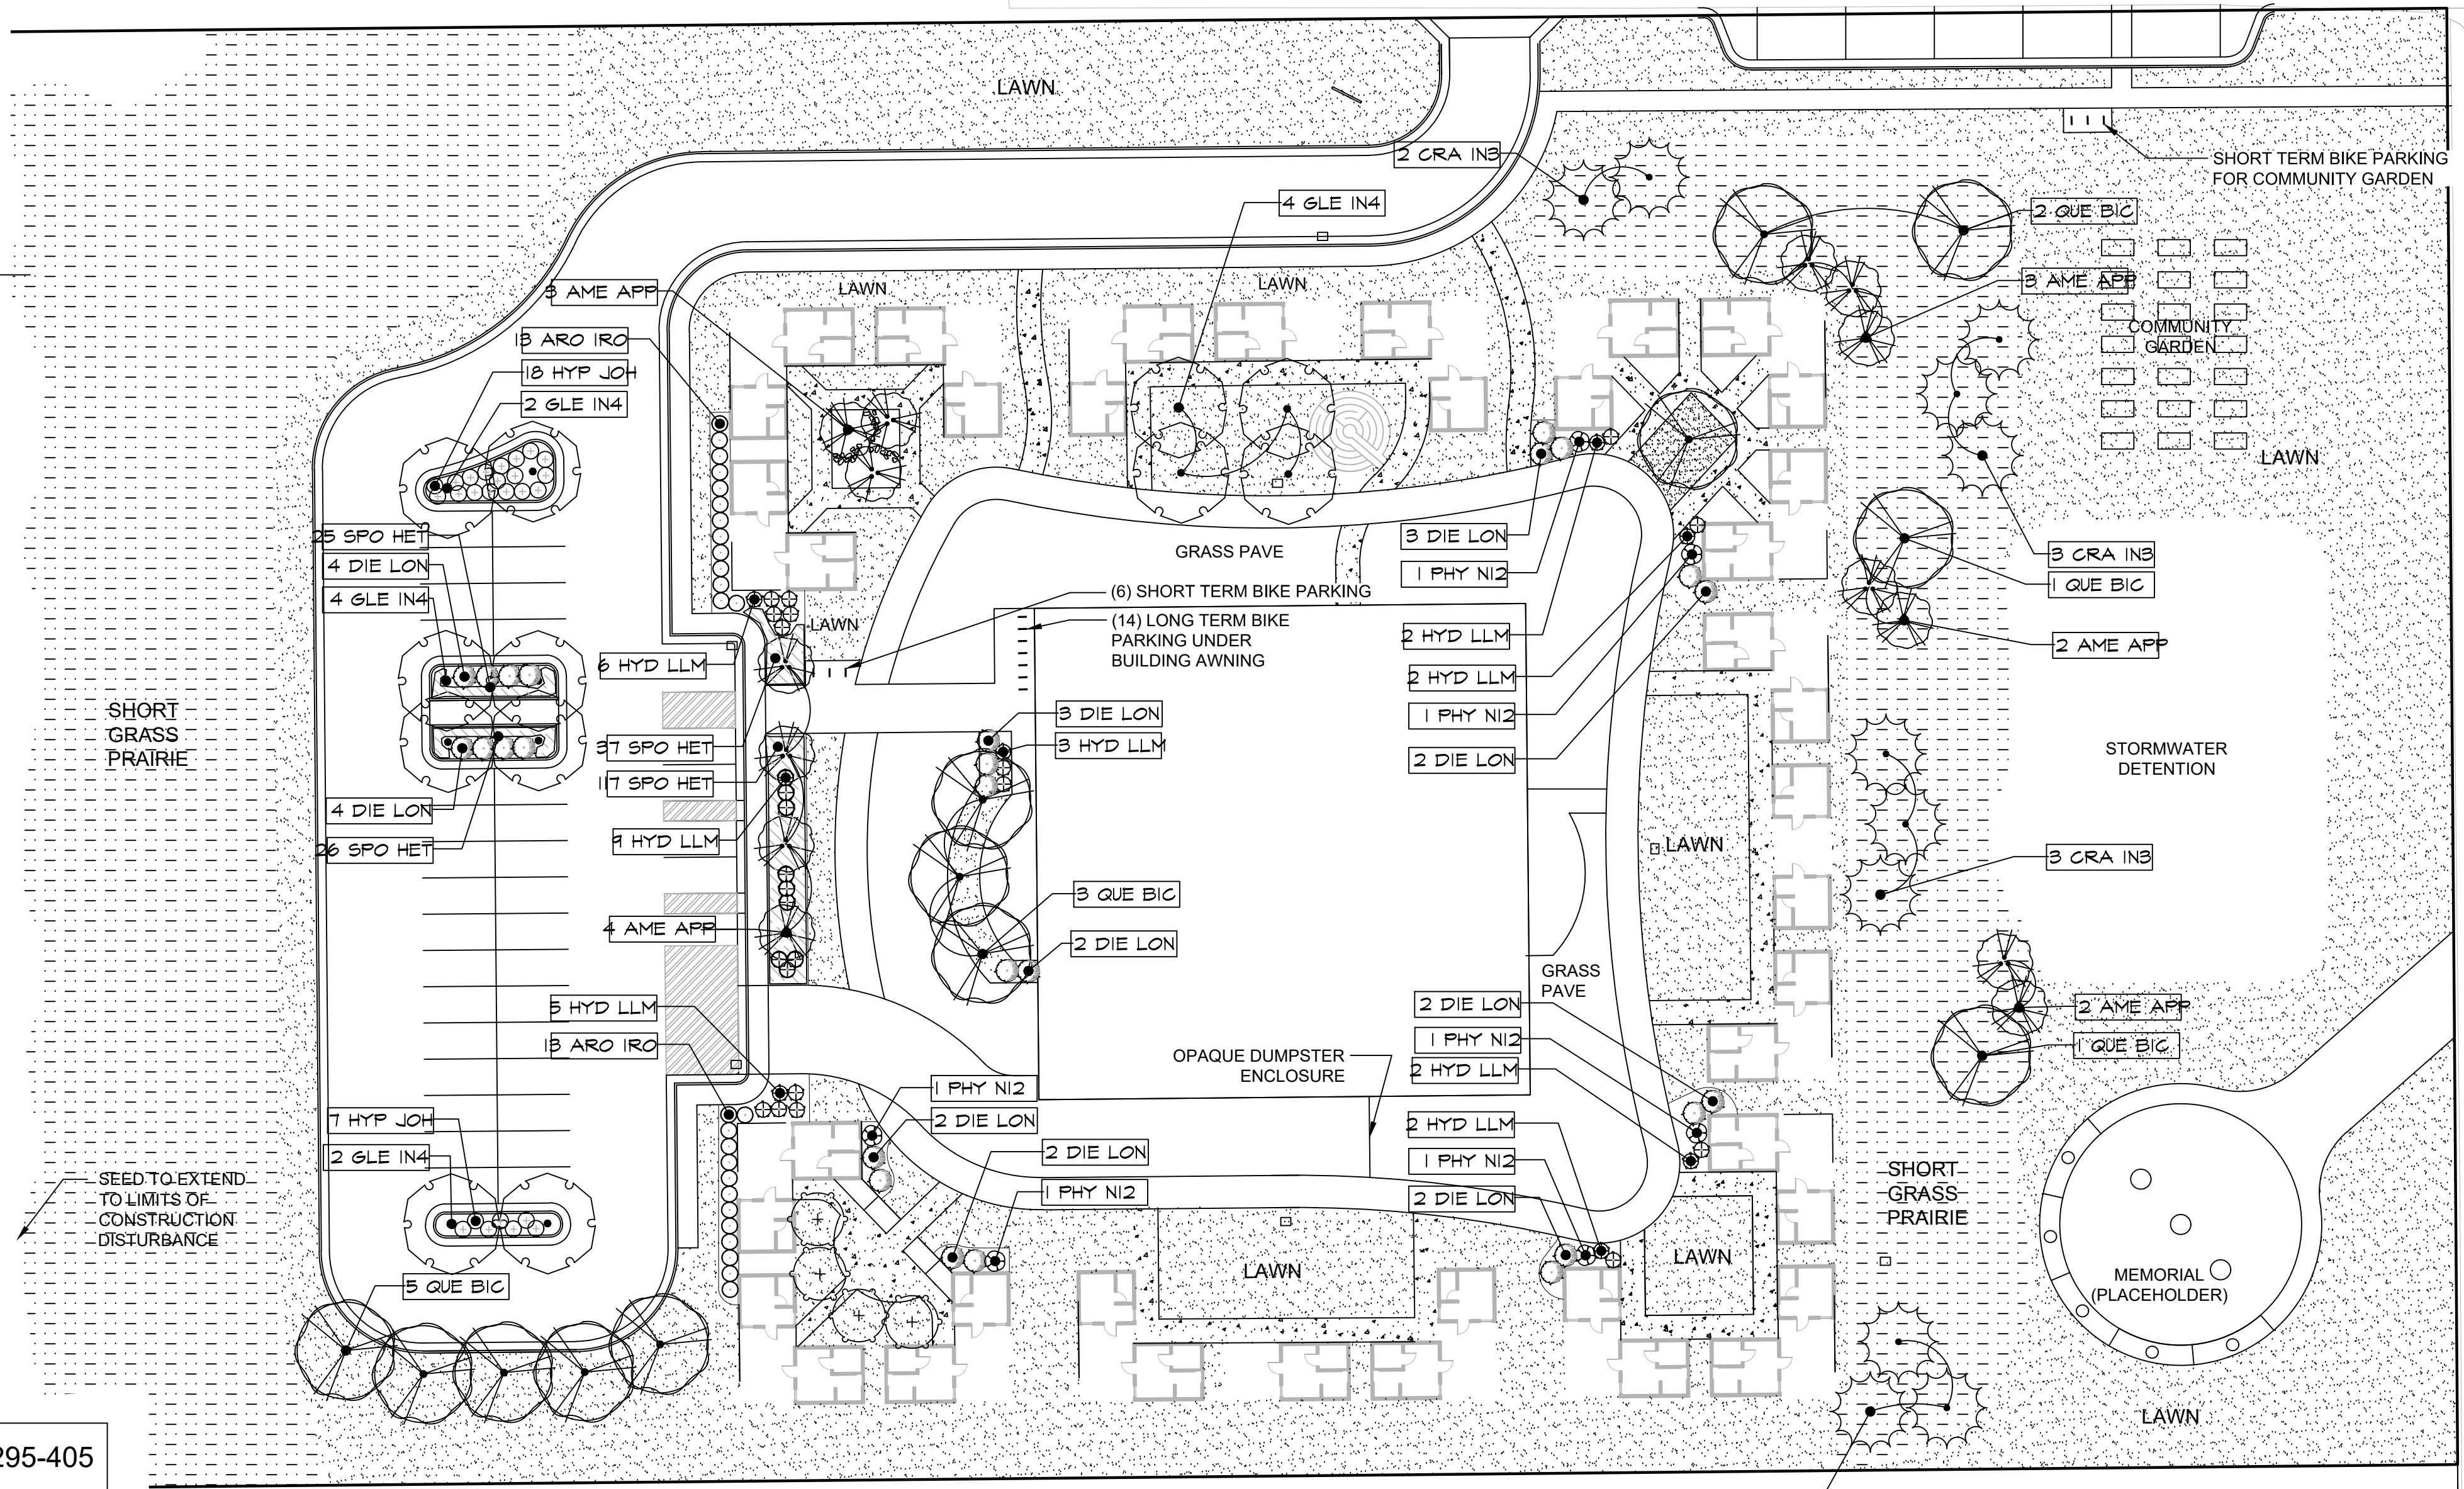 LAWN
2 CRA IN3
SHORT TERM BIKE PARKING
FOR COMMUNITY GARDEN
4 GLE IN4
2 QUE BIC
3 AME APP
3 AME APP
LAWN
LAWN
COMMUNITY
GARDEN
13 ARO IRO
18 HYP JOH
2 GLE IN4
LAWN
25 SPO HET
4 DIE LON
4 GLE IN4
GRASS PAVE
3 DIE LON
1 PHY NI2
3 CRA IN3
1 QUE BIC
(6) SHORT TERM BIKE PARKING
(14) LONG TERM BIKE
PARKING UNDER
BUILDING AWNING
LAWN
2 HYD LLM
2 AME APP
6 HYD LLM
2 HYD LLM
1 PHY NI2
2 DIE LON
SHORT
GRASS
PRAIRIE
3 DIE LON
3 HYD LLM
37 SPO HET
117 SPO HET
STORMWATER
DETENTION
4 DIE LON
26 SPO HET
9 HYD LLM
LAWN
3 CRA IN3
3 QUE BIC
4 AME APP
2 DIE LON
GRASS
PAVE
5 HYD LLM
13 ARO IRO
2 DIE LON
1 PHY NI2
2 HYD LLM
2 AME APP
1 QUE BIC
OPAQUE DUMPSTER
ENCLOSURE
1 PHY NI2
2 DIE LON
7 HYP JOH
2 GLE IN4
2 DIE LON
1 PHY NI2
2 HYD LLM
1 PHY NI2
2 DIE LON
SEED TO EXTEND
TO LIMITS OF
CONSTRUCTION
DISTURBANCE
SHORT
GRASS
PRAIRIE
LAWN
LAWN
5 QUE BIC
MEMORIAL
(PLACEHOLDER)
LAWN
295-405